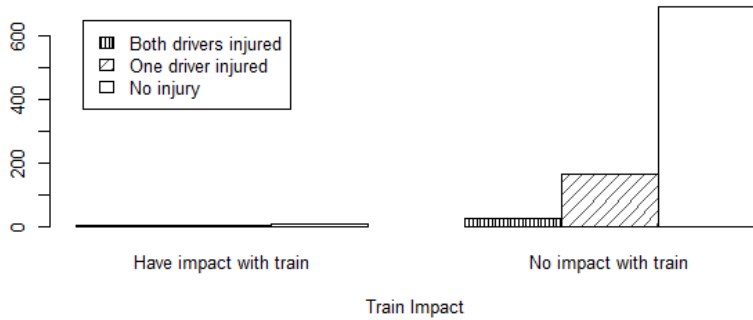 600
400
200
0
Both drivers injured
One driver injured
No injury
Have impact with train
No impact with train
Train Impact